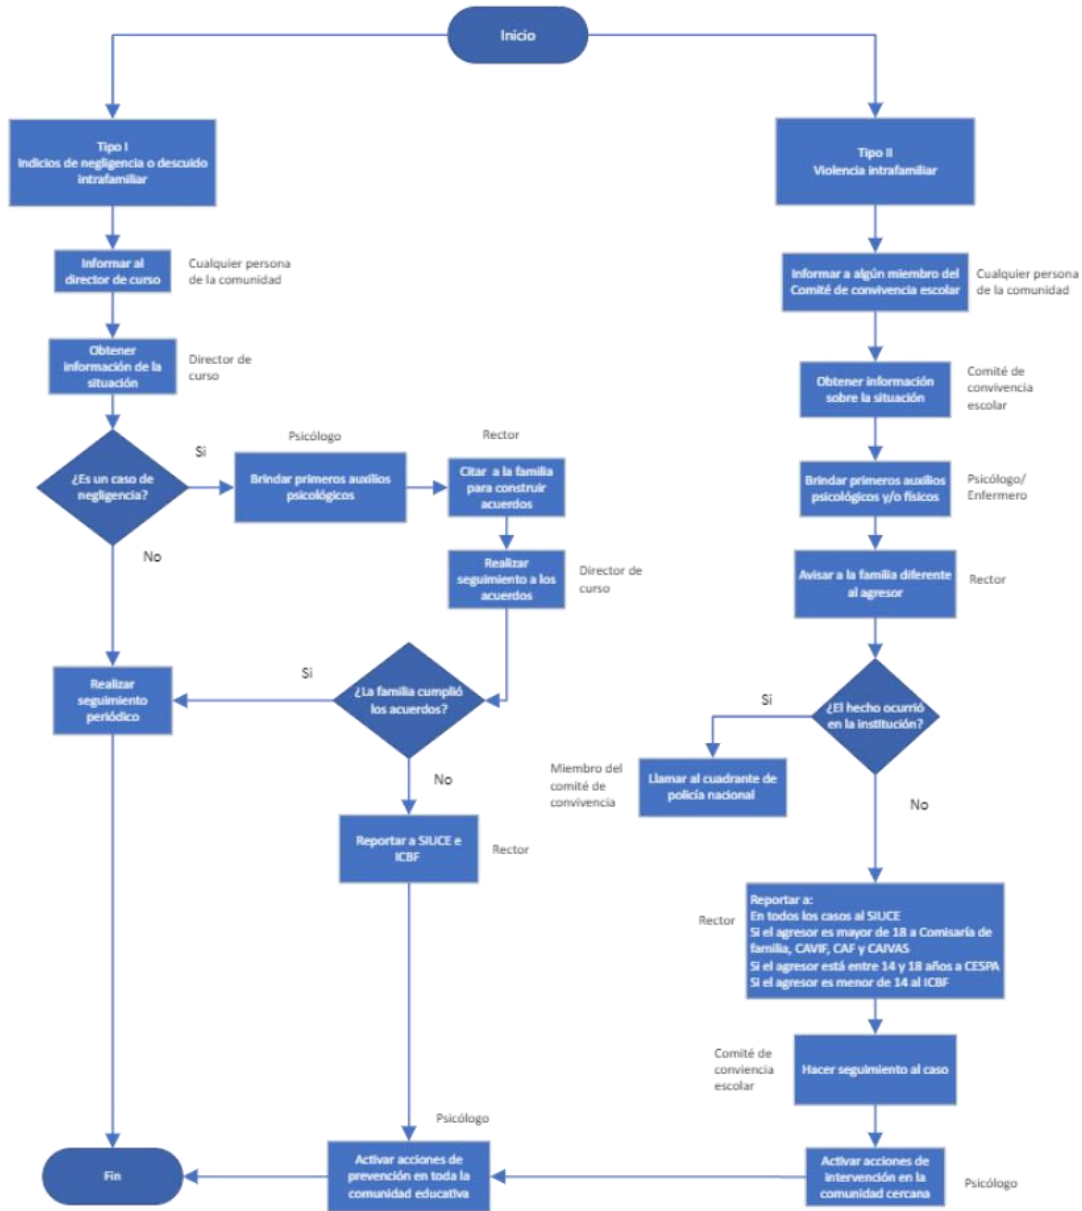 Inicio
Tipo I
Indicios de negligencia o descuido
intrafamiliar
Informar al
director de curso
Cualquier persona
de la comunidad
Obtener
información de la
situación
Director de
curso
¿Es un caso de
negligencia?
Si
No
Psicólogo
Brindar primeros auxilios
psicológicos
Rector
Citar a la familia
para construir
acuerdos
Realizar
seguimiento a los
acuerdos
Director de
curso
¿La familia cumplió
los acuerdos?
Si
No
Realizar
seguimiento
periódico
Reportar a SIUCE e
ICBF
Rector
Tipo II
Violencia intrafamiliar
Informar a algún miembro del
Comité de convivencia escolar
Cualquier persona
de la comunidad
Obtener información
sobre la situación
Comité de
convivencia
escolar
Brindar primeros auxilios
psicológicos y/o físicos
Psicólogo/
Enfermero
Avisar a la familia diferente
al agresor
Rector
¿El hecho ocurrió
en la institución?
Si
No
Miembro del
comité de
convivencia
Llamar al cuadrante de
policía nacional
Rector
Reportar a:
En todos los casos al SIUCE
Si el agresor es mayor de 18 a Comisaría de
familia, CAVIF, CAF y CAIVAS
Si el agresor está entre 14 y 18 años a CESPA
Si el agresor es menor de 14 al ICBF
Comité de
conviencia
escolar
Hacer seguimiento al caso
Activar acciones de
intervención en la
comunidad cercana
Psicólogo
Psicólogo
Activar acciones de
prevención en toda la
comunidad educativa
Fin